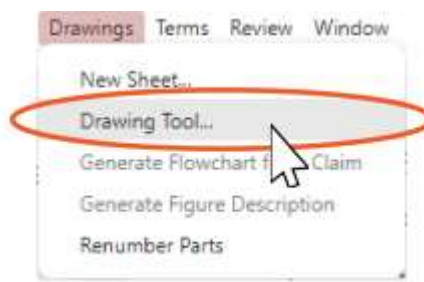 Drawings Terms Review Window
New Sheet...
Drawing Tool...
Generate Flowchart f Claim
Generate Figure Description
Renumber Parts